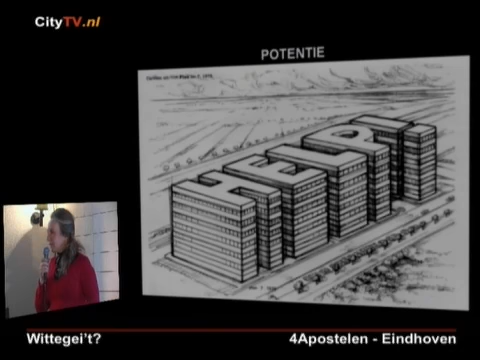 CityTV.nl
POTENTIE
HELP!
Wittegei't?
4Apostelen - Eindhoven